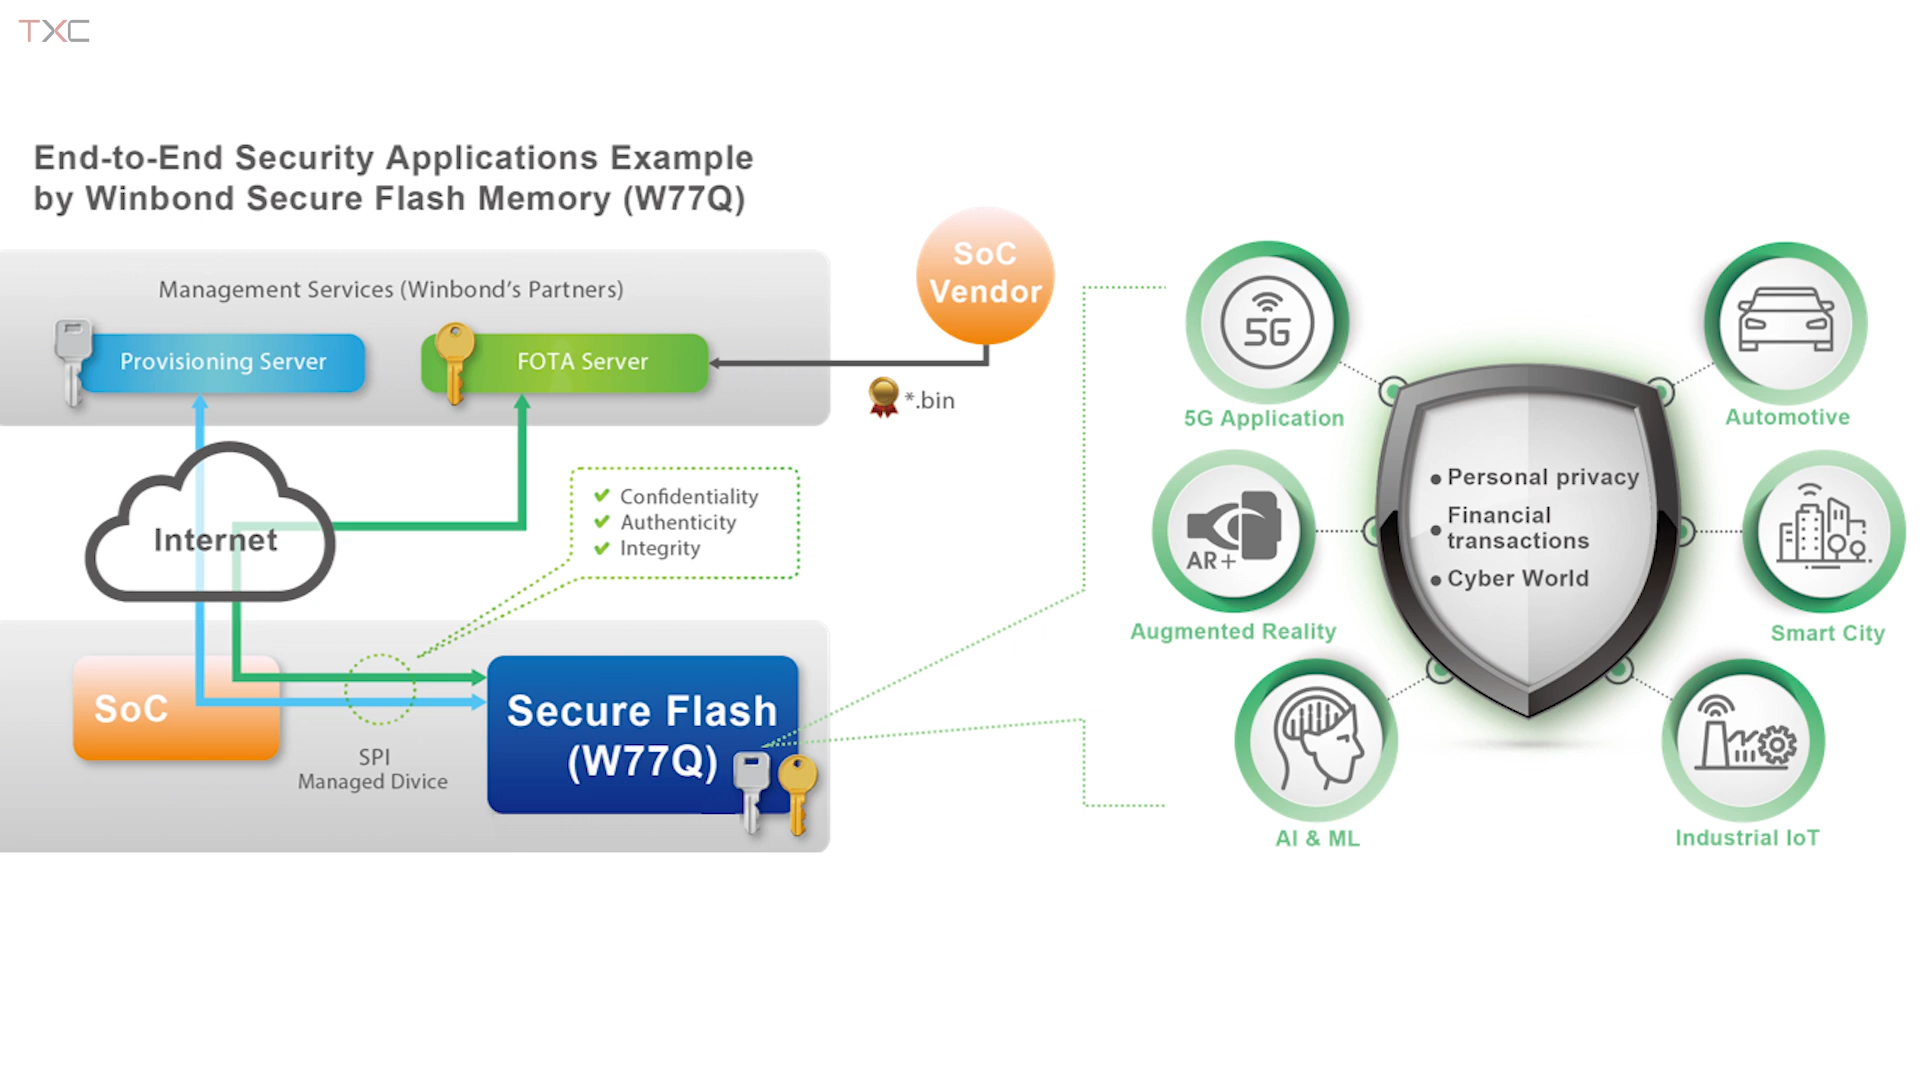 TXC
End-to-End Security Applications Example
by Winbond Secure Flash Memory (W77Q)
Management Services (Winbond's Partners)
Provisioning Server
FOTA Server
SoC
Vendor
*.bin
Internet
Confidentiality
Authenticity
Integrity
SoC
SPI
Managed Divice
Secure Flash
(W77Q)
5G
5G Application
Automotive
AR+
Augmented Reality
Personal privacy
Financial
transactions
Cyber World
Smart City
AI & ML
Industrial IoT